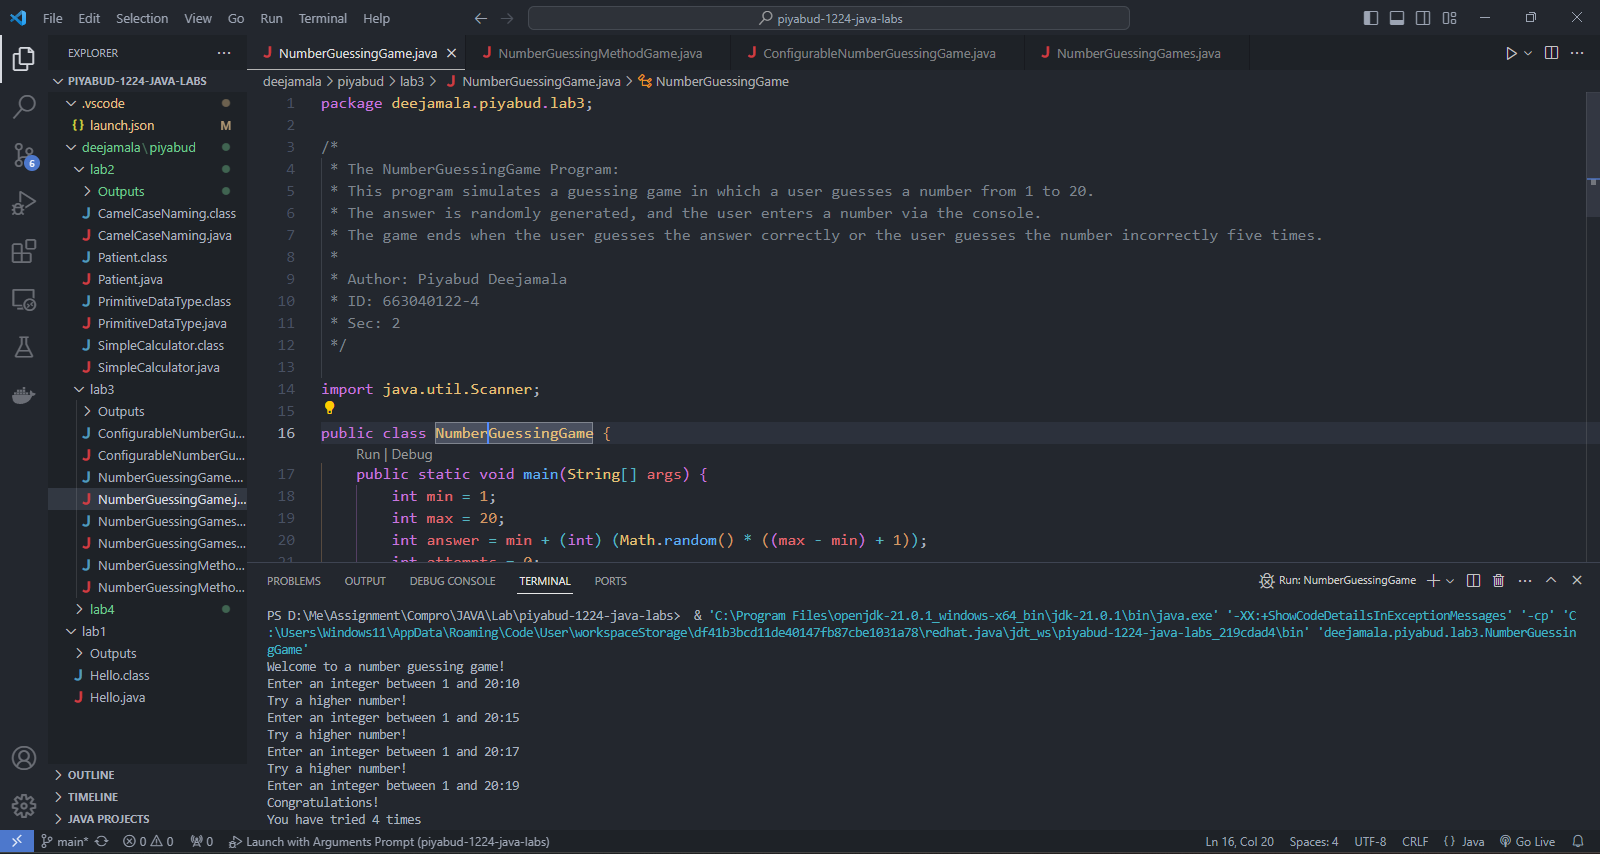 File Edit Selection View Go Run Terminal Help
piyabud-1224-java-labs
EXPLORER
PIYABUD-1224-JAVA-LABS
.vscode
{} launch.json M
deejamala\piyabud
lab2
Outputs
CamelCaseNaming.class
CamelCaseNaming.java
Patient.class
Patient.java
PrimitiveDataType.class
PrimitiveDataType.java
SimpleCalculator.class
SimpleCalculator.java
lab3
Outputs
ConfigurableNumberGu...
ConfigurableNumberGu...
NumberGuessingGame....
NumberGuessingGame.j...
NumberGuessingGames...
NumberGuessingGames...
NumberGuessingMetho...
NumberGuessingMetho...
lab4
lab1
Outputs
Hello.class
Hello.java
OUTLINE
TIMELINE
JAVA PROJECTS
6
NumberGuessingGame.java NumberGuessingMethodGame.java ConfigurableNumberGuessingGame.java NumberGuessingGames.java
deejamala > piyabud > lab3 > NumberGuessingGame.java > NumberGuessingGame
1 package deejamala.piyabud.lab3;
2
3 /*
4 * The NumberGuessingGame Program:
5 * This program simulates a guessing game in which a user guesses a number from 1 to 20.
6 * The answer is randomly generated, and the user enters a number via the console.
7 * The game ends when the user guesses the answer correctly or the user guesses the number incorrectly five times.
8 *
9 * Author: Piyabud Deejamala
10 * ID: 663040122-4
11 * Sec: 2
12 */
13
14 import java.util.Scanner;
15
16 public class NumberGuessingGame {
Run | Debug
17 public static void main(String[] args) {
18 int min = 1;
19 int max = 20;
20 int answer = min + (int) (Math.random() * ((max - min) + 1));
21 int attempts = 0;
PROBLEMS OUTPUT DEBUG CONSOLE TERMINAL PORTS
Run: NumberGuessingGame
PS D:\Me\Assignment\Compro\JAVA\Lab\piyabud-1224-java-labs> & 'C:\Program Files\openjdk-21.0.1_windows-x64_bin\jdk-21.0.1\bin\java.exe' '-XX:+ShowCodeDetailsInExceptionMessages' '-cp' 'C
:\Users\Windows11\AppData\Roaming\Code\User\workspaceStorage\df41b3bcd11de40147fb87cbe1031a78\redhat.java\jdt_ws\piyabud-1224-java-labs_219cdad4\bin' 'deejamala.piyabud.lab3.NumberGuessin
gGame'
Welcome to a number guessing game!
Enter an integer between 1 and 20:10
Try a higher number!
Enter an integer between 1 and 20:15
Try a higher number!
Enter an integer between 1 and 20:17
Try a higher number!
Enter an integer between 1 and 20:19
Congratulations!
You have tried 4 times
main* 0 0 0 Launch with Arguments Prompt (piyabud-1224-java-labs)
Ln 16, Col 20 Spaces: 4 UTF-8 CRLF {} Java Go Live